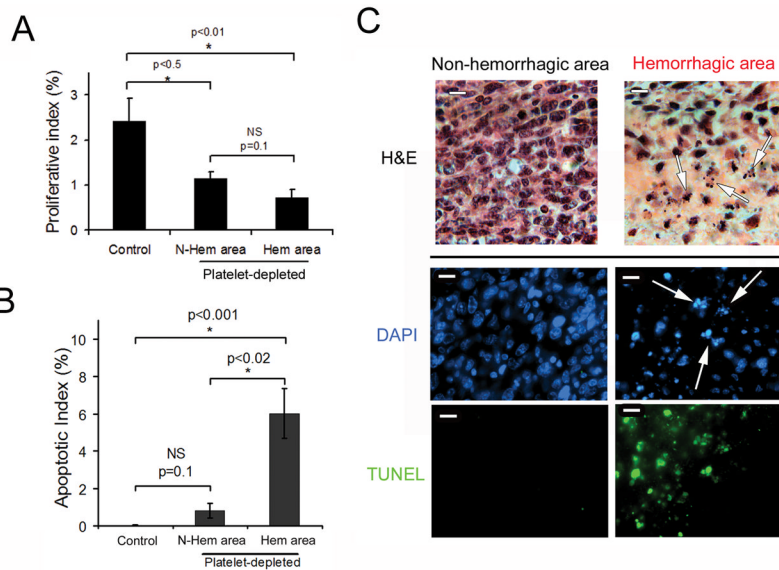 A
p<0.01
*
p<0.5
*
NS
p=0.1
Proliferative index (%)
3
2
1
0
Control
N-Hem area
Hem area
Platelet-depleted
B
p<0.001
*
p<0.02
*
NS
p=0.1
Apoptotic Index (%)
10
8
6
4
2
0
Control
N-Hem area
Hem area
Platelet-depleted
C
Non-hemorrhagic area
Hemorrhagic area
H&E
DAPI
TUNEL